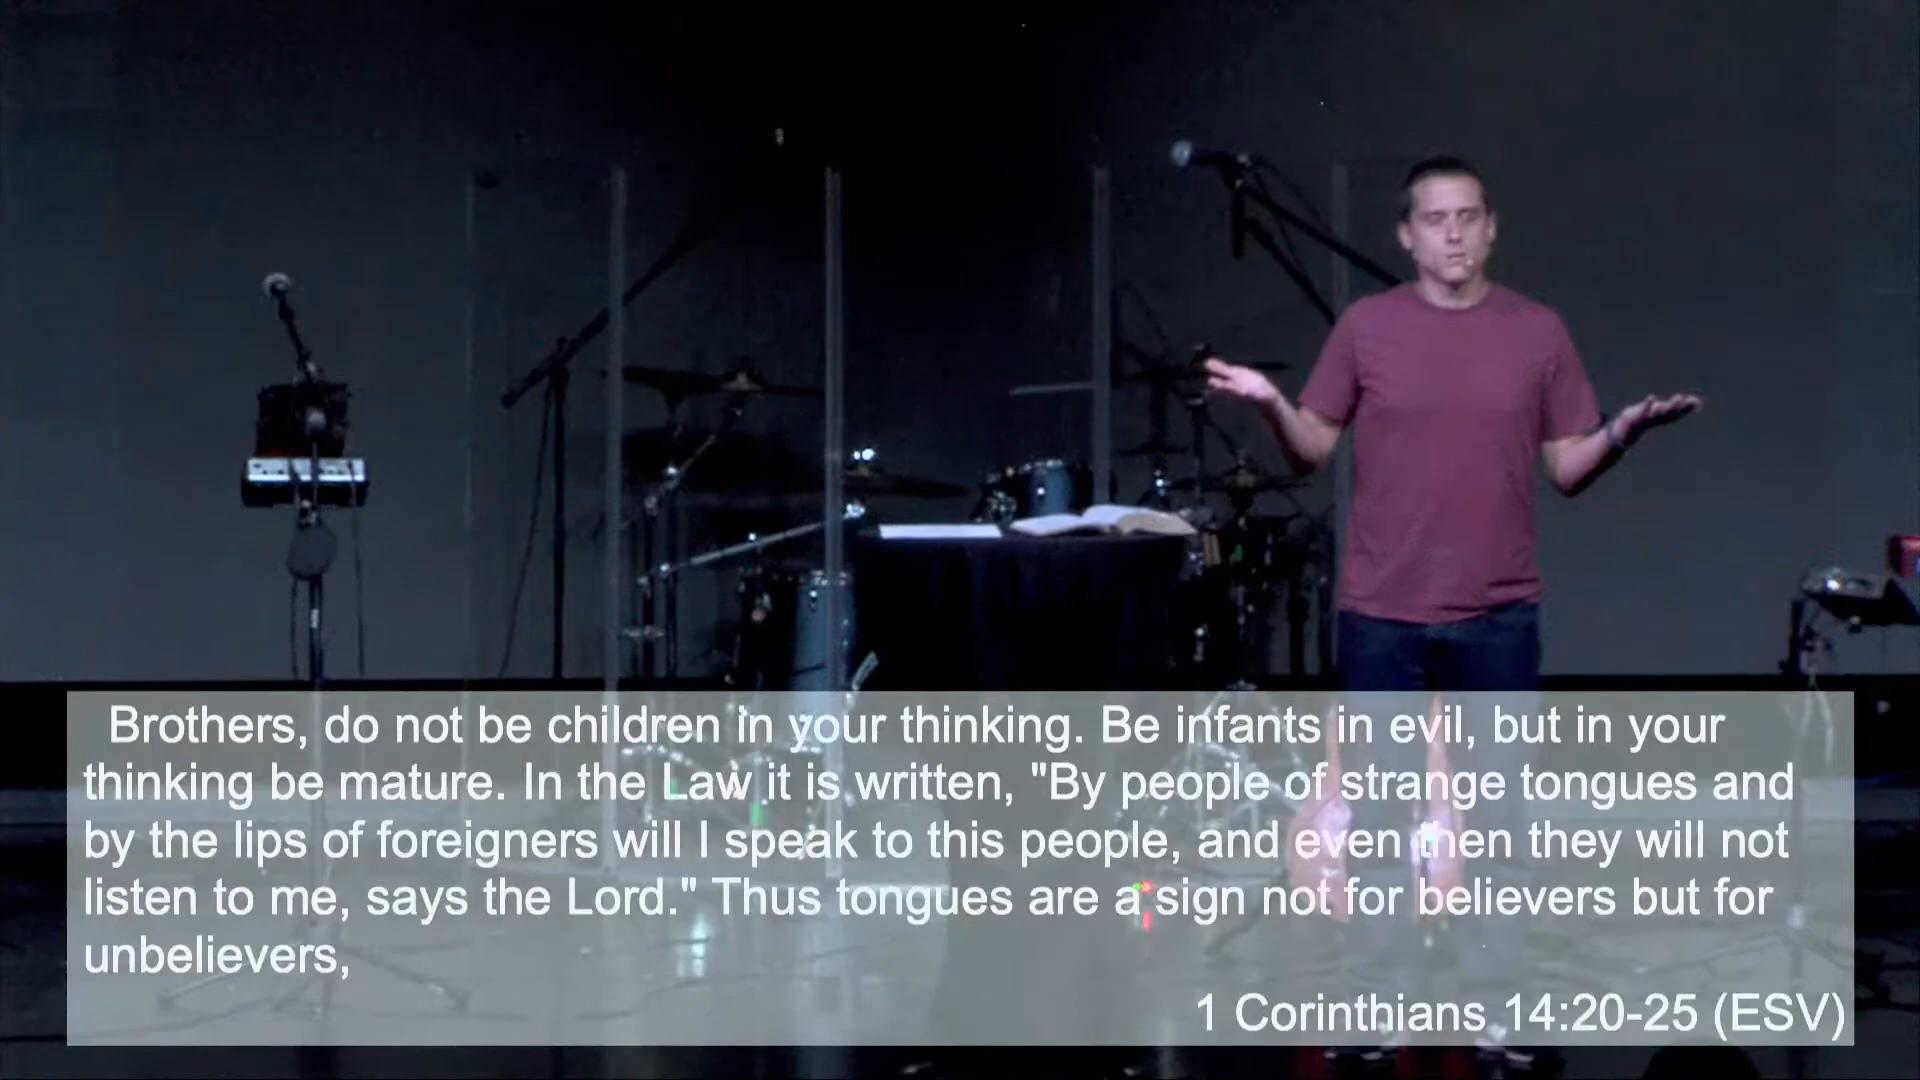 Brothers, do not be children in your thinking. Be infants in evil, but in your
thinking be mature. In the Law it is written, "By people of strange tongues and
by the lips of foreigners will I speak to this people, and even then they will not
listen to me, says the Lord." Thus tongues are a sign not for believers but for
unbelievers,
1 Corinthians 14:20-25 (ESV)